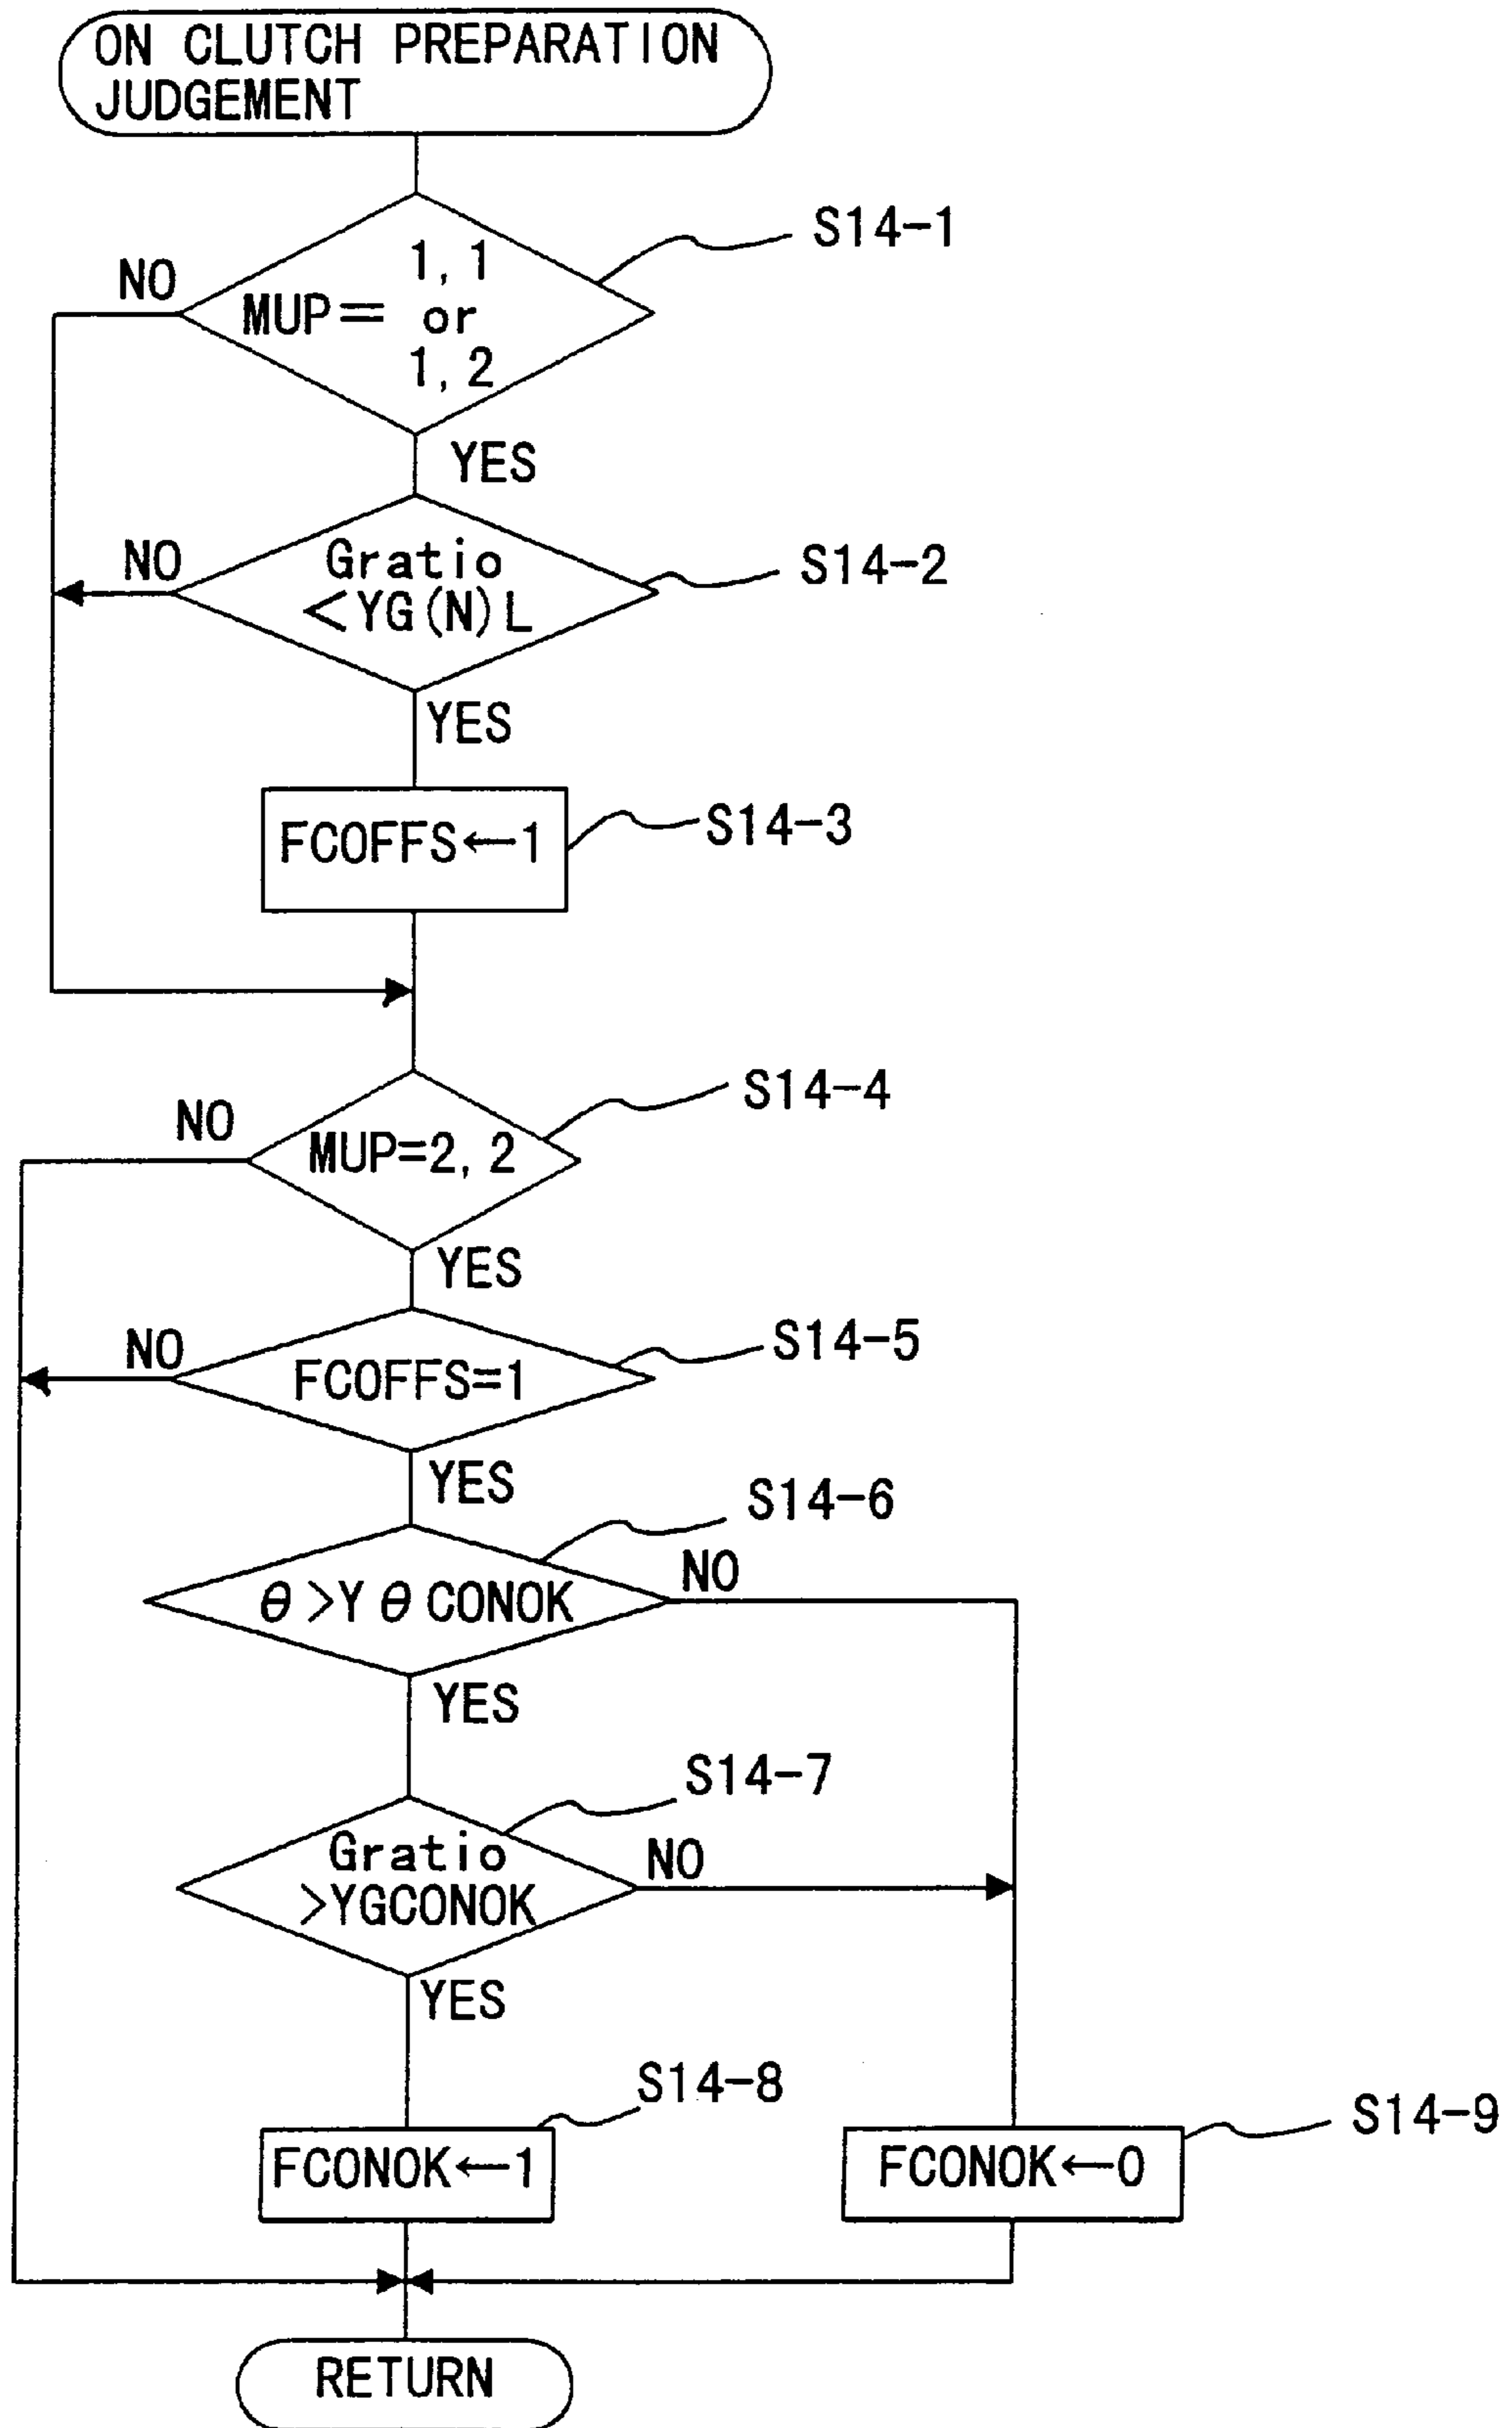 ON CLUTCH PREPARATION
JUDGEMENT
S14-1
NO
1, 1
MUP= or
1, 2
YES
S14-2
NO
Gratio
<YG(N)L
YES
S14-3
FCOFFS←1
S14-4
NO
MUP=2, 2
YES
S14-5
NO
FCOFFS=1
YES
S14-6
θ>YθCONOK
NO
YES
S14-7
Gratio
>YGCONOK
NO
YES
S14-8
S14-9
FCONOK←1
FCONOK←0
RETURN